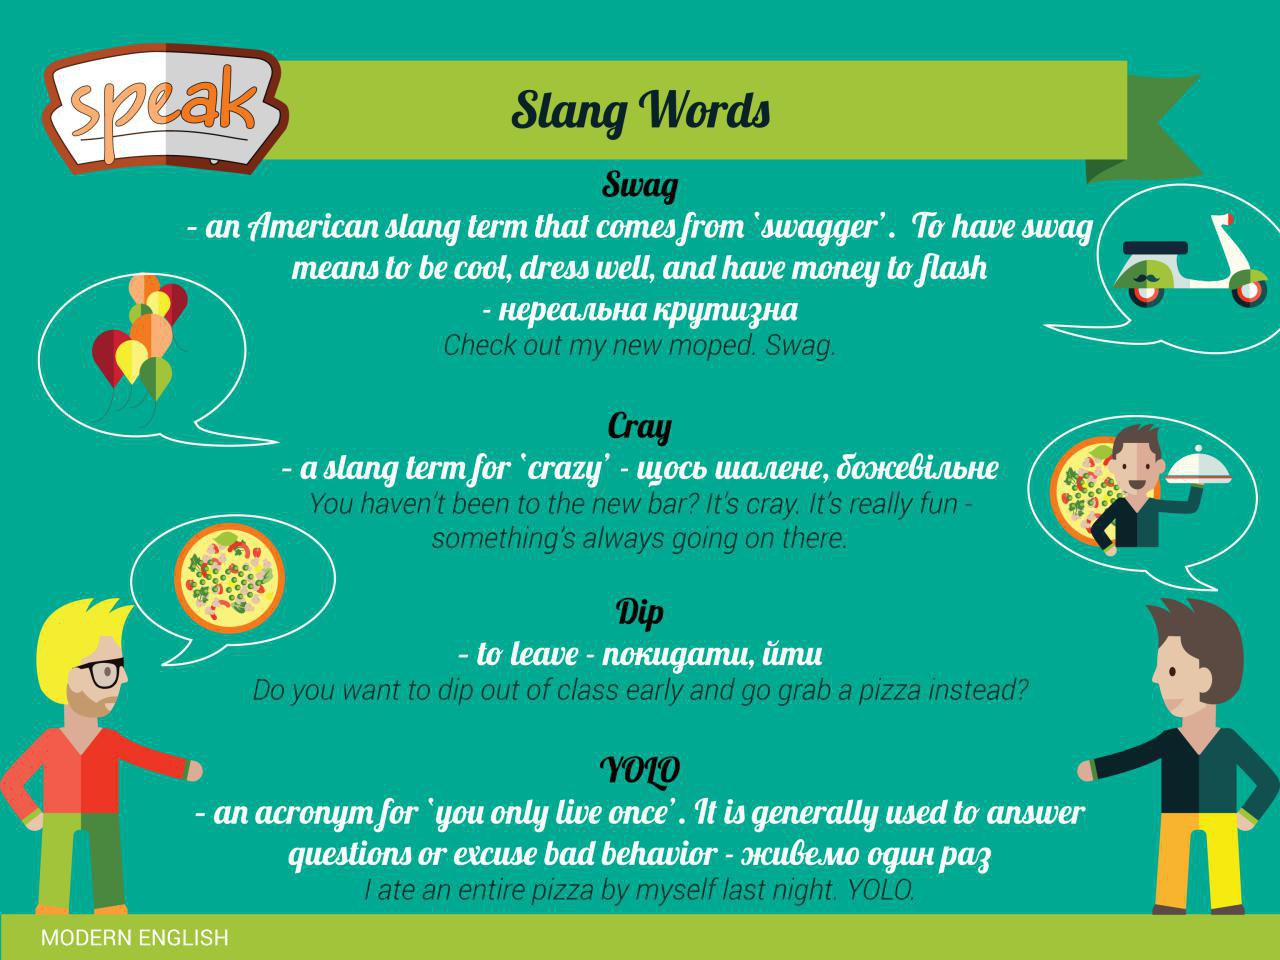 speak
Slang Words
Swag
– an American slang term that comes from ‘swagger’. To have swag
means to be cool, dress well, and have money to flash
- нереальна крутизна
Check out my new moped. Swag.
Cray
– a slang term for ‘crazy’ - щось шалене, божевільне
You haven’t been to the new bar? It’s cray. It’s really fun -
something’s always going on there.
Dip
– to leave - покидати, йти
Do you want to dip out of class early and go grab a pizza instead?
YOLO
– an acronym for ‘you only live once’. It is generally used to answer
questions or excuse bad behavior - живемо один раз
I ate an entire pizza by myself last night. YOLO.
MODERN ENGLISH